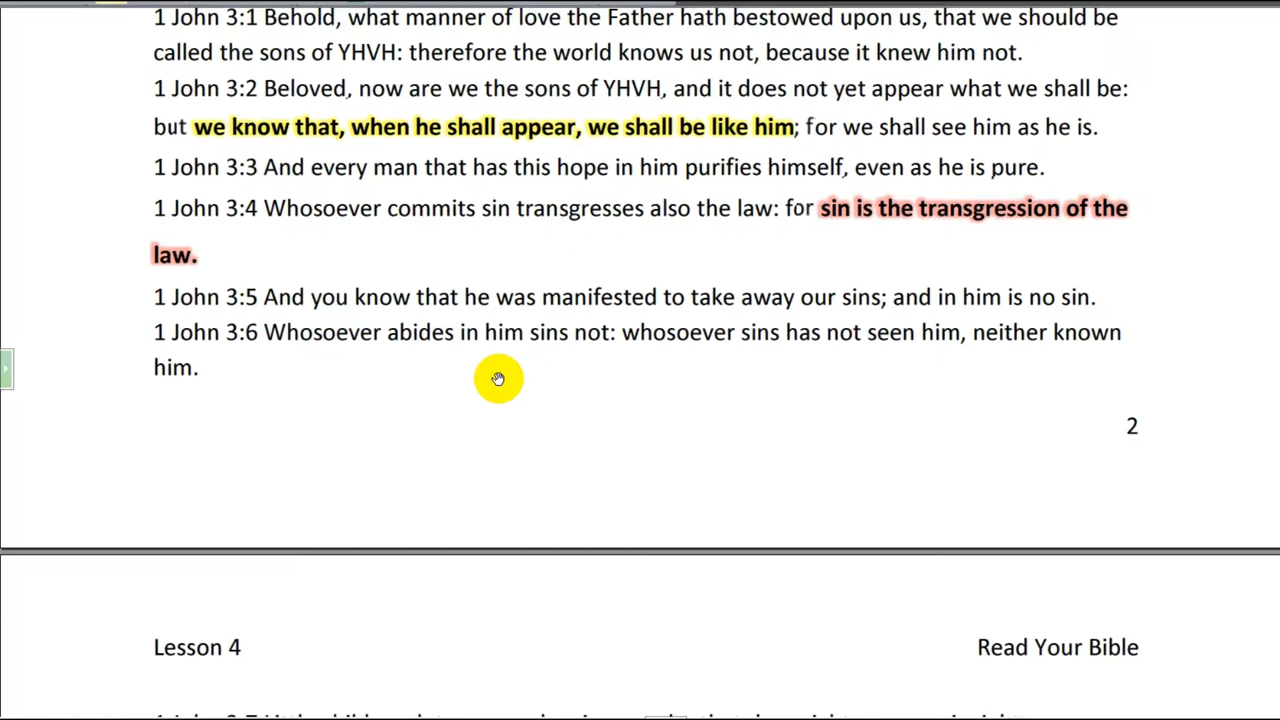 1 John 3:1 Behold, what manner of love the Father hath bestowed upon us, that we should be
called the sons of YHVH: therefore the world knows us not, because it knew him not.
1 John 3:2 Beloved, now are we the sons of YHVH, and it does not yet appear what we shall be:
but we know that, when he shall appear, we shall be like him; for we shall see him as he is.
1 John 3:3 And every man that has this hope in him purifies himself, even as he is pure.
1 John 3:4 Whosoever commits sin transgresses also the law: for sin is the transgression of the
law.
1 John 3:5 And you know that he was manifested to take away our sins; and in him is no sin.
1 John 3:6 Whosoever abides in him sins not: whosoever sins has not seen him, neither known
him.
2
Lesson 4 Read Your Bible